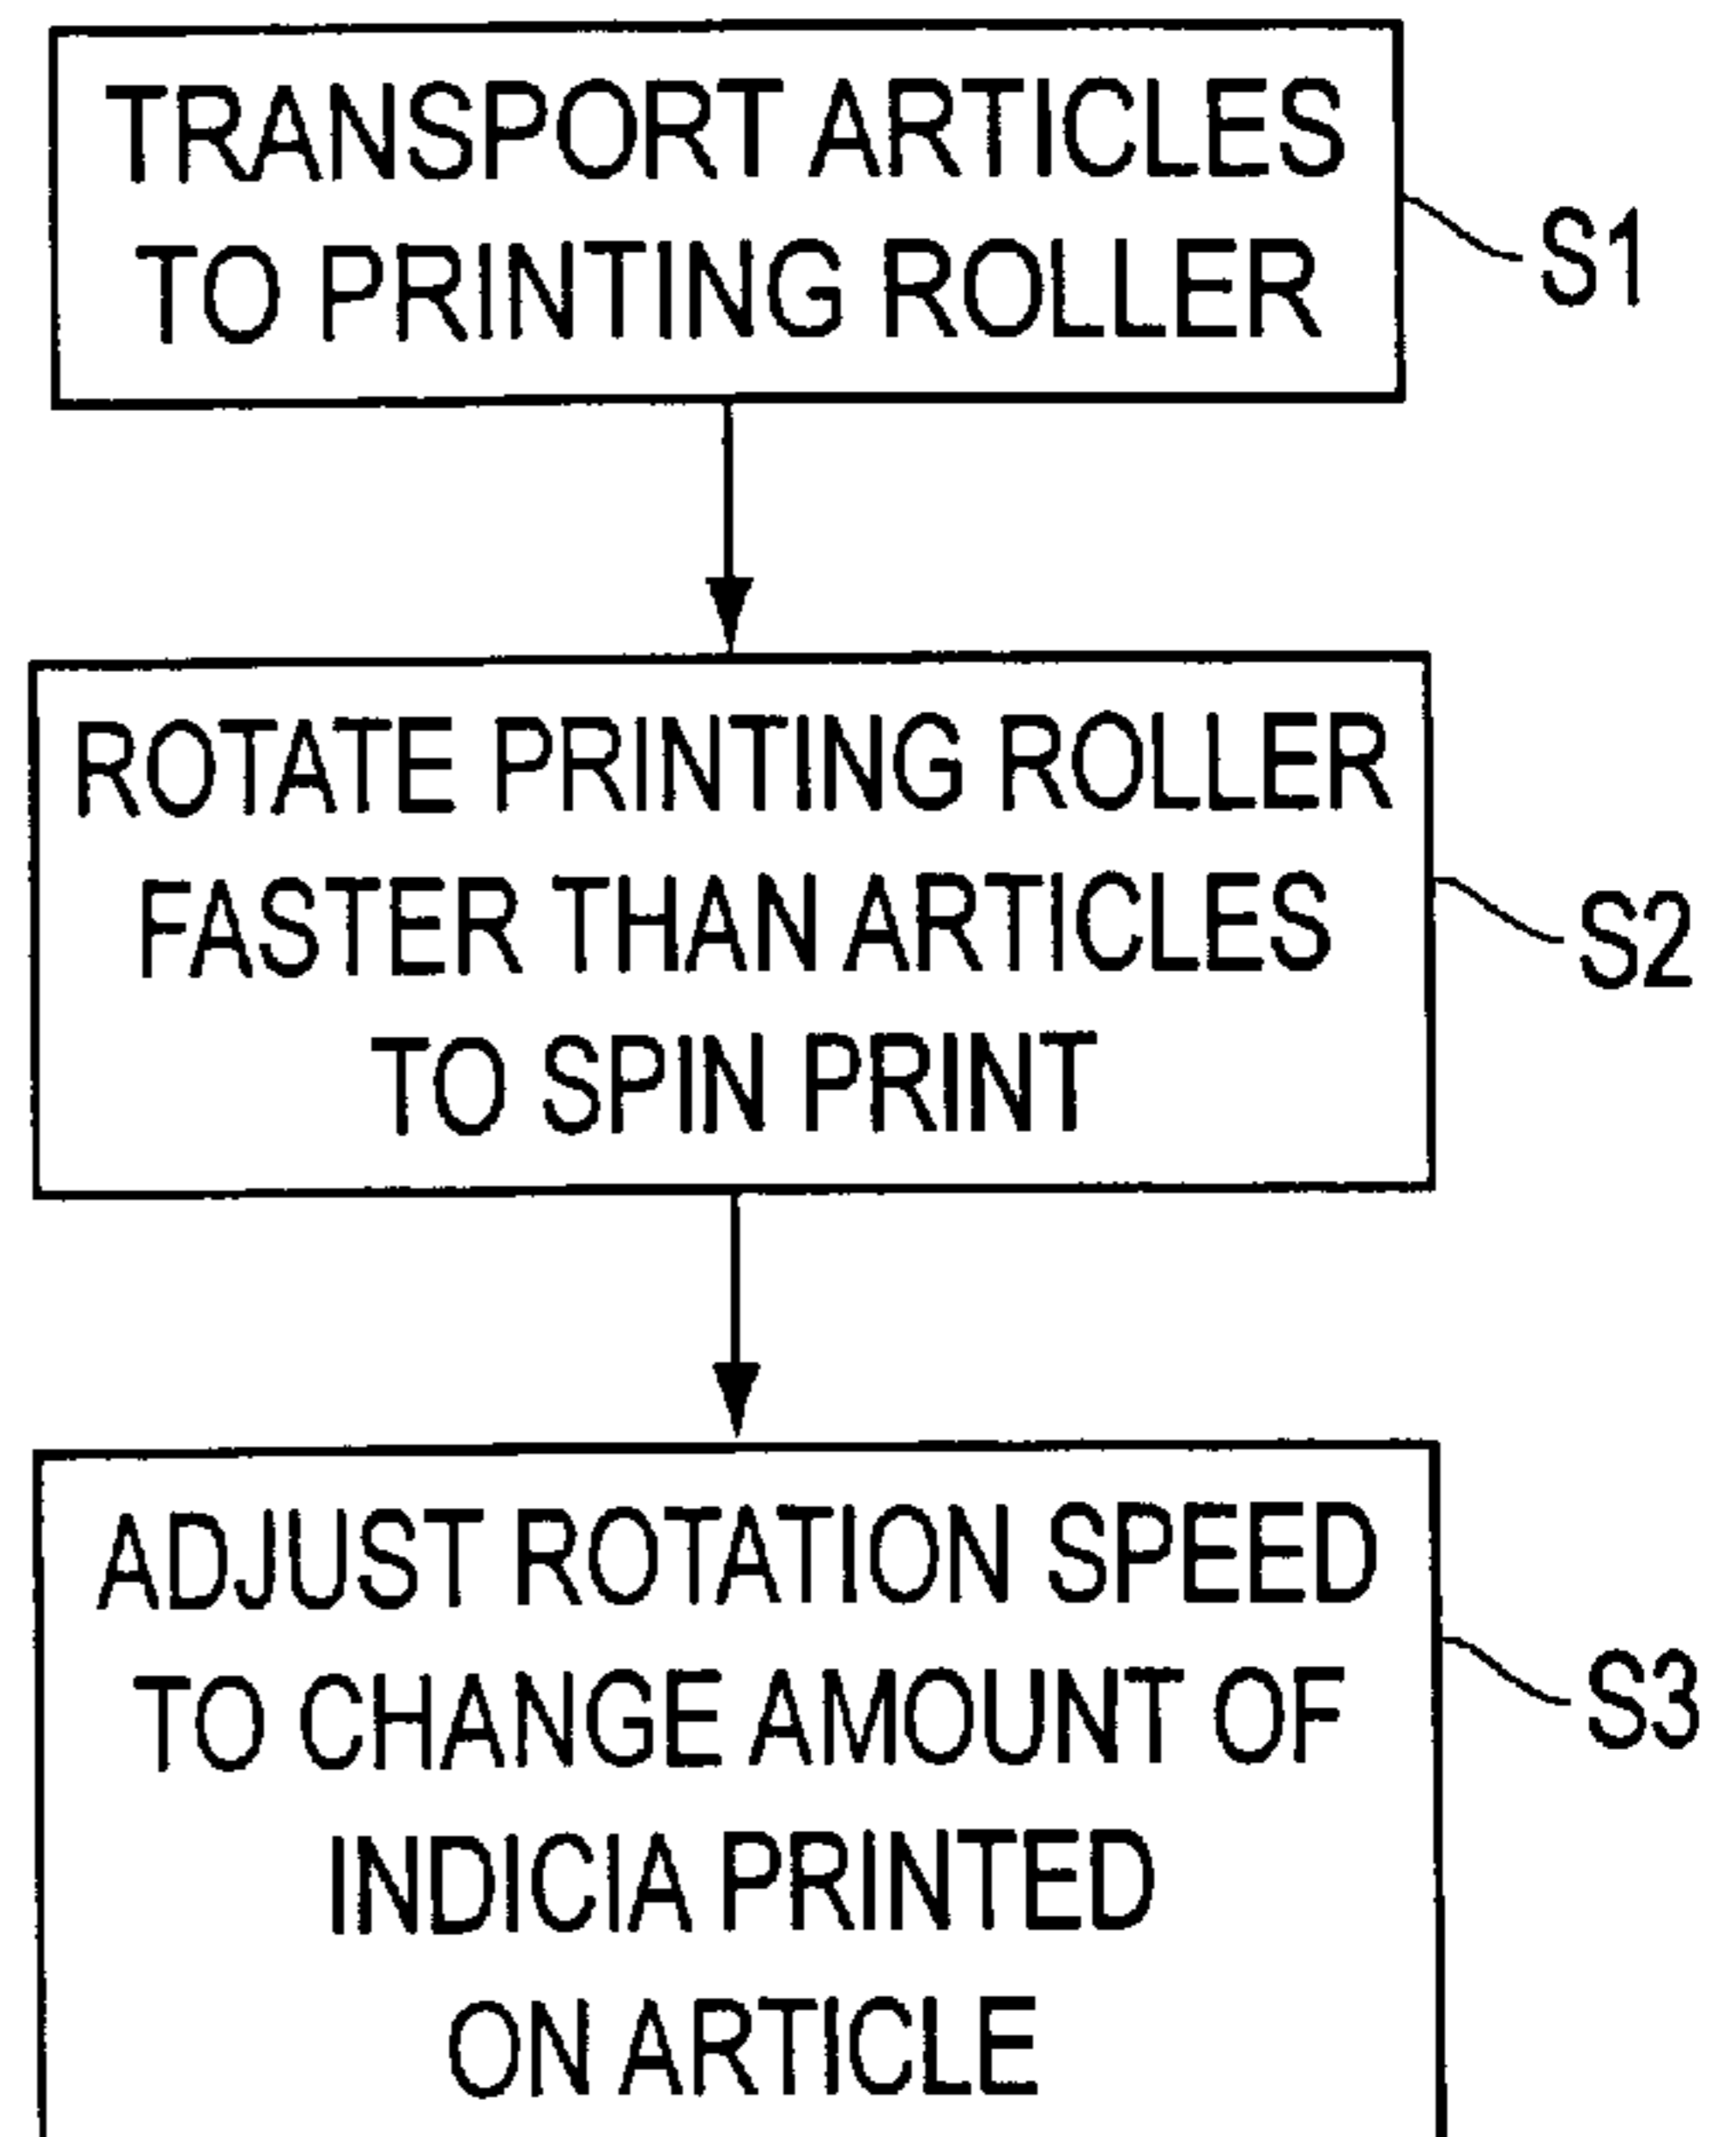 TRANSPORT ARTICLES
TO PRINTING ROLLER
S1
ROTATE PRINTING ROLLER
FASTER THAN ARTICLES
TO SPIN PRINT
S2
ADJUST ROTATION SPEED
TO CHANGE AMOUNT OF
INDICIA PRINTED
ON ARTICLE
S3